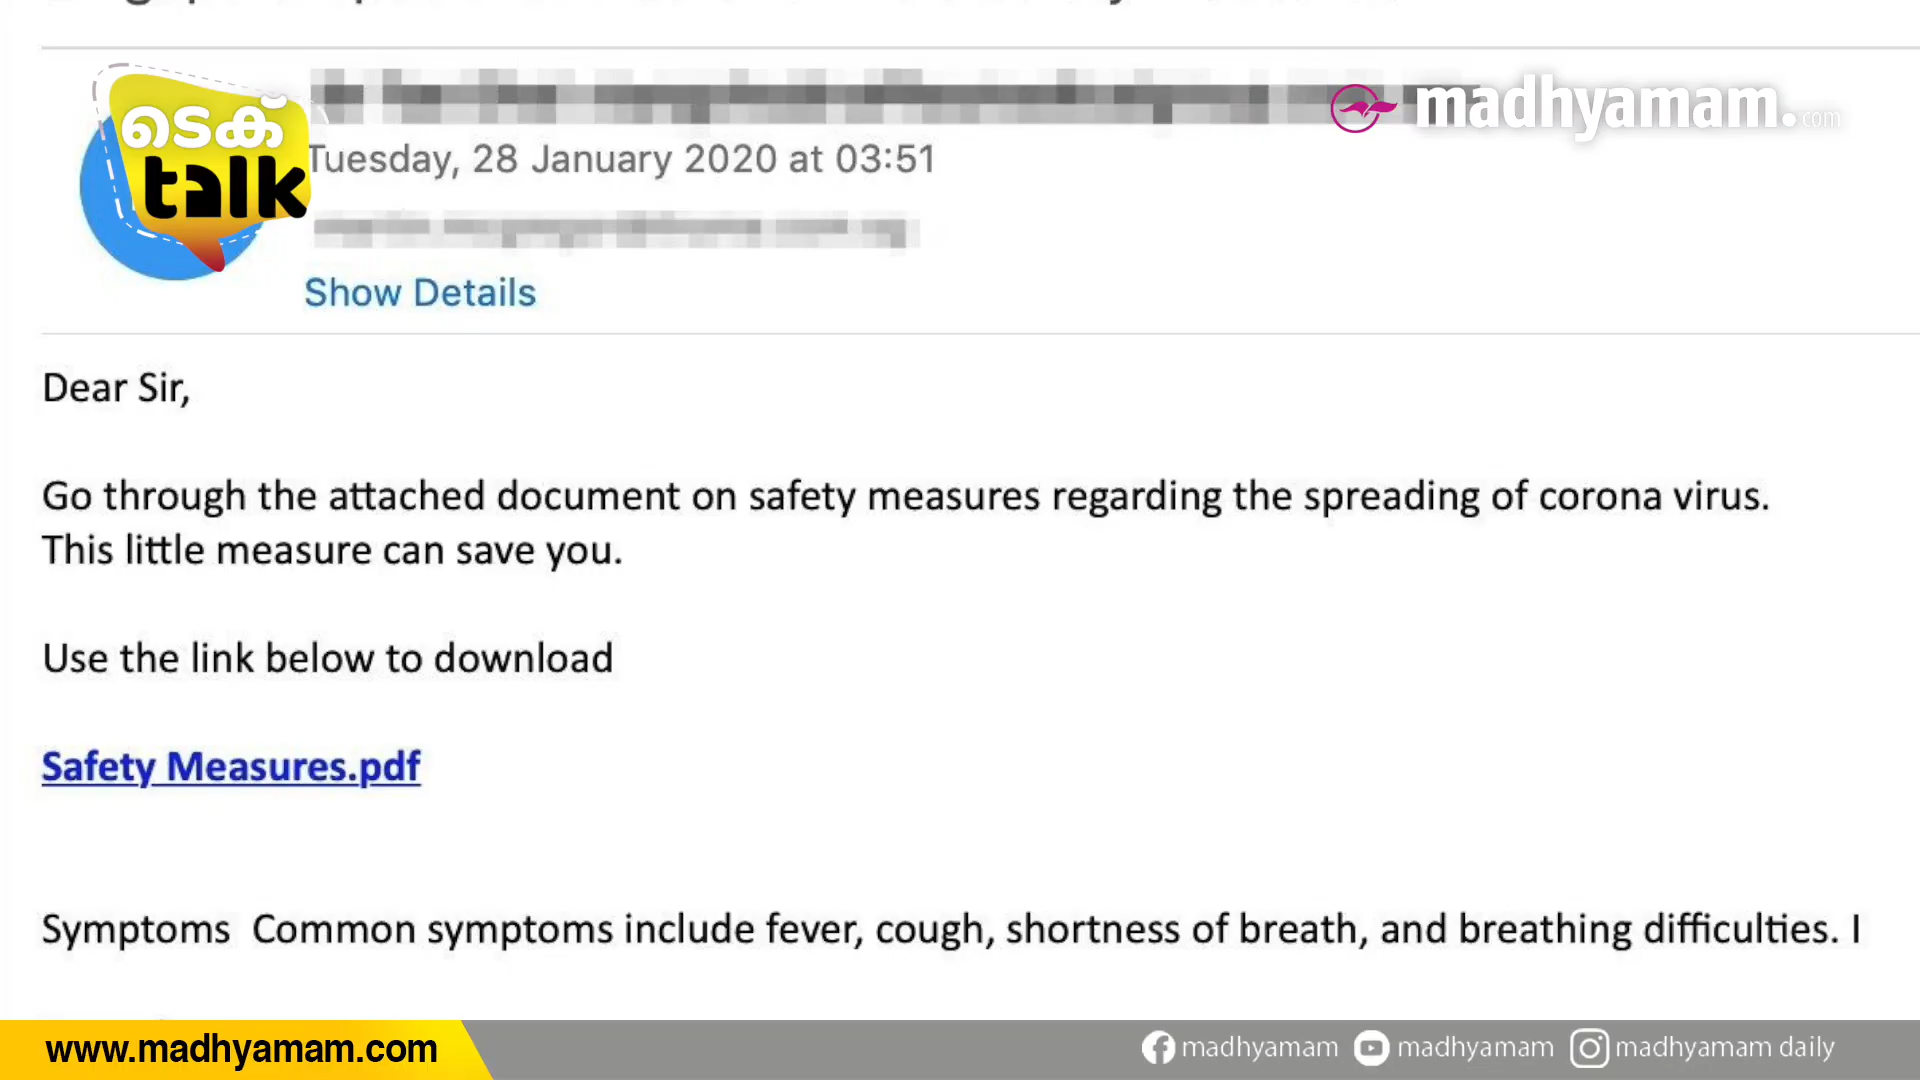 ടെക്
talk
madhyamam.com
Tuesday, 28 January 2020 at 03:51
Show Details
Dear Sir,
Go through the attached document on safety measures regarding the spreading of corona virus.
This little measure can save you.
Use the link below to download
Safety Measures.pdf
Symptoms  Common symptoms include fever, cough, shortness of breath, and breathing difficulties. I
www.madhyamam.com
madhyamam
madhyamam
madhyamam daily